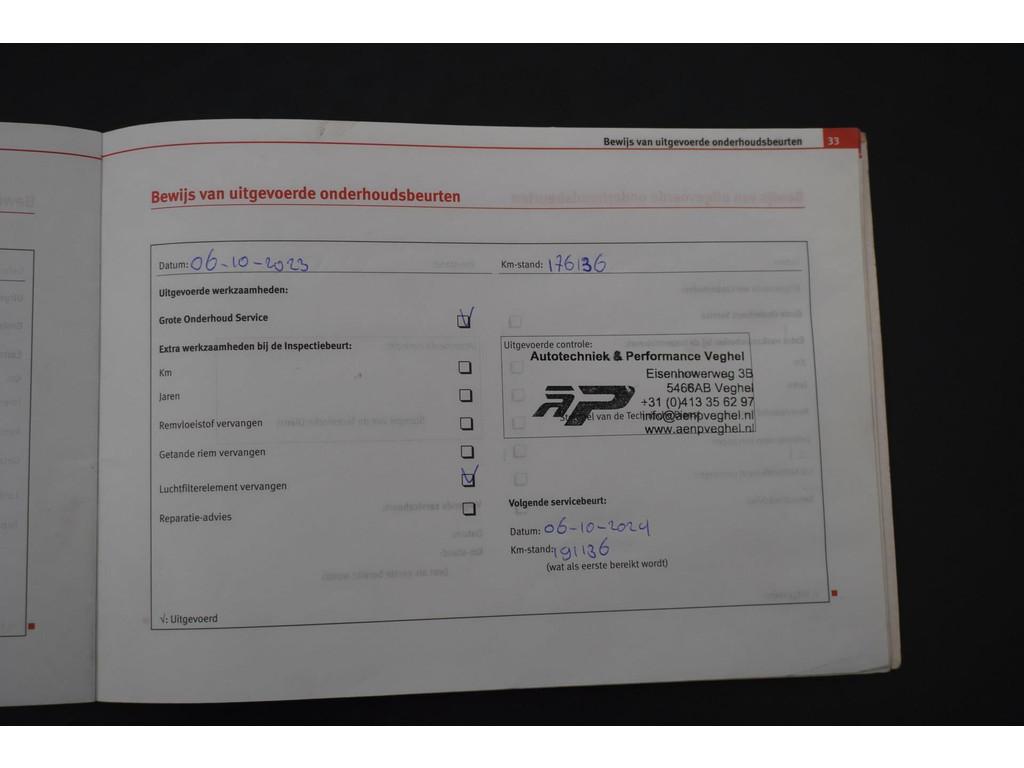 Bewijs van uitgevoerde onderhoudsbeurten 33
Bewijs van uitgevoerde onderhoudsbeurten
Datum: 06-10-2023
Km-stand: 176136
Uitgevoerde werkzaamheden:
Grote Onderhoud Service
Extra werkzaamheden bij de Inspectiebeurt:
Km
Jaren
Remvloeistof vervangen
Getande riem vervangen
Luchtfilterelement vervangen
Reparatie-advies
√: Uitgevoerd
Uitgevoerde controle:
Autotechniek & Performance Veghel
Eisenhowerweg 3B
5466AB Veghel
+31 (0)413 35 62 97
info@aenpveghel.nl
www.aenpveghel.nl
AP
van de
Volgende servicebeurt:
Datum: 06-10-2024
Km-stand: 191136
(wat als eerste bereikt wordt)